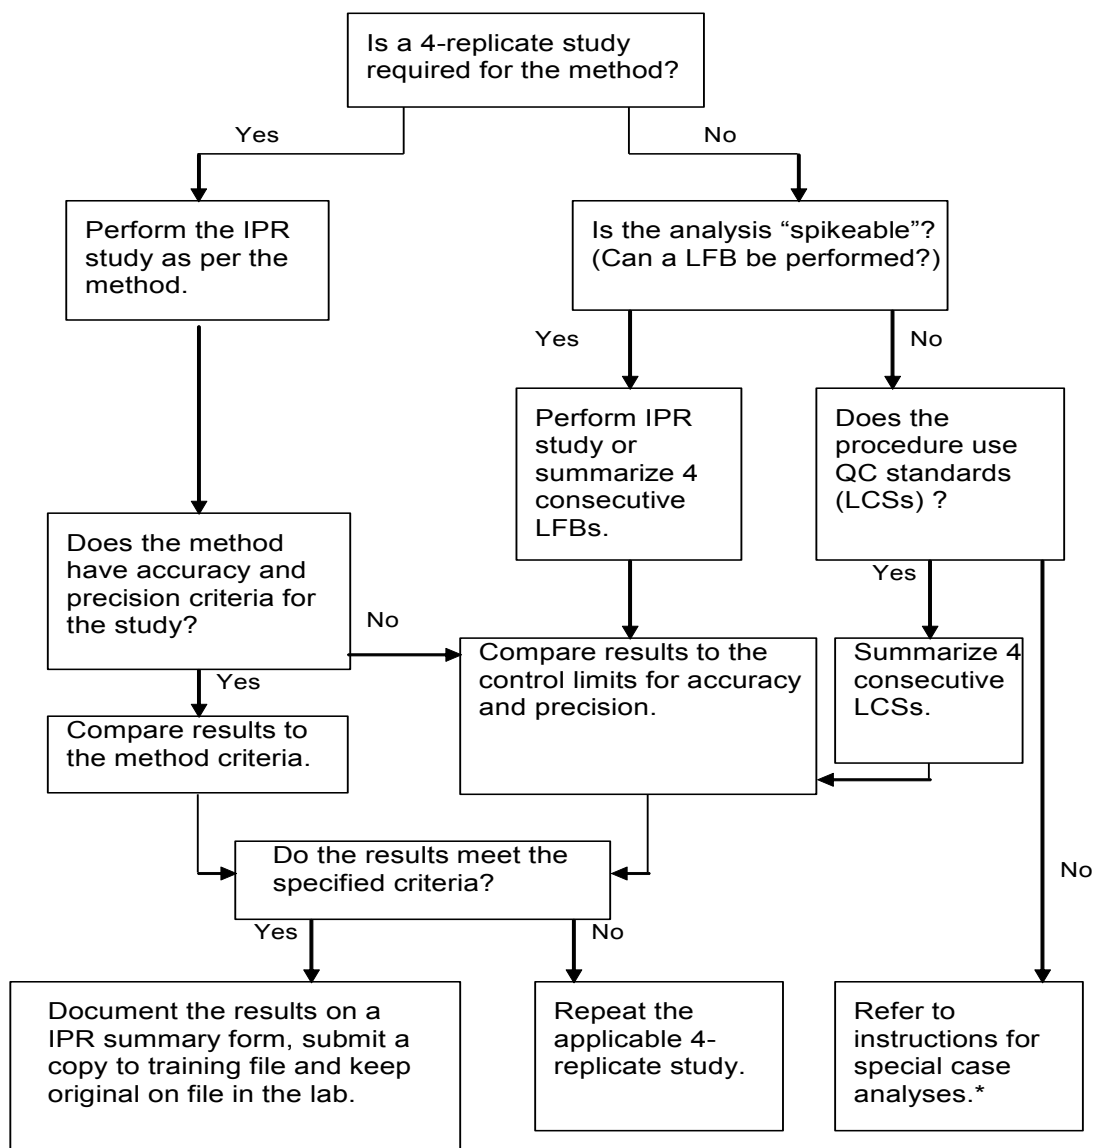 Is a 4-replicate study
required for the method?
Yes
No
Perform the IPR
study as per the
method.
Is the analysis “spikeable”?
(Can a LFB be performed?)
Yes
No
Perform IPR
study or
summarize 4
consecutive
LFBs.
Does the
procedure use
QC standards
(LCSs) ?
Does the method
have accuracy and
precision criteria for
the study?
No
Yes
Yes
Compare results to the
control limits for accuracy
and precision.
Summarize 4
consecutive
LCSs.
Compare results to
the method criteria.
Do the results meet the
specified criteria?
No
Yes
No
Document the results on a
IPR summary form, submit a
copy to training file and keep
original on file in the lab.
Repeat the
applicable 4-
replicate study.
Refer to
instructions for
special case
analyses.*